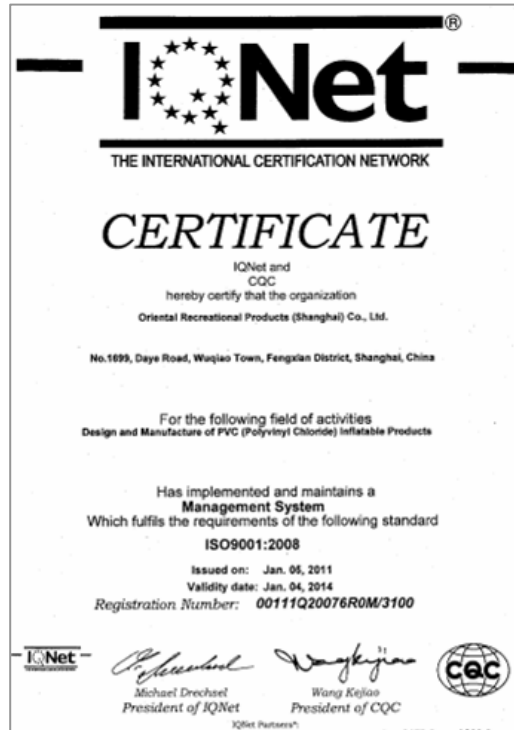 IQNet ®
THE INTERNATIONAL CERTIFICATION NETWORK
CERTIFICATE
IQNet and
CQC
hereby certify that the organization
Oriental Recreational Products (Shanghai) Co., Ltd.
No.1699, Daye Road, Wuqiao Town, Fengxian District, Shanghai, China
For the following field of activities
Design and Manufacture of PVC (Polyvinyl Chloride) Inflatable Products
Has implemented and maintains a
Management System
Which fulfils the requirements of the following standard
ISO9001:2008
Issued on: Jan. 05, 2011
Validity date: Jan. 04, 2014
Registration Number: 00111Q20076R0M/3100
IQNet
CQC
Michael Drechsel Wang Kejiao
President of IQNet President of CQC
IQNet Partners*: